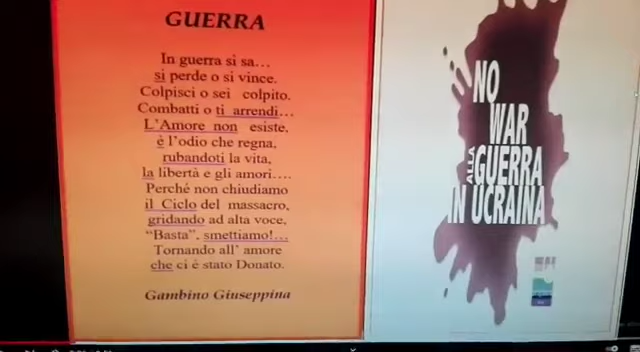 GUERRA
In guerra si sa...
si perde o si vince.
Colpisci o sei colpito.
Combatti o ti arrendi...
L'Amore non esiste,
è l'odio che regna,
rubandoti la vita,
la libertà e gli amori....
Perché non chiudiamo
il Ciclo del massacro,
gridando ad alta voce,
"Basta", smettiamo!...
Tornando all' amore
che ci é stato Donato.
Gambino Giuseppina
NO
WAR
ALLA
GUERRA
IN UCRAINA